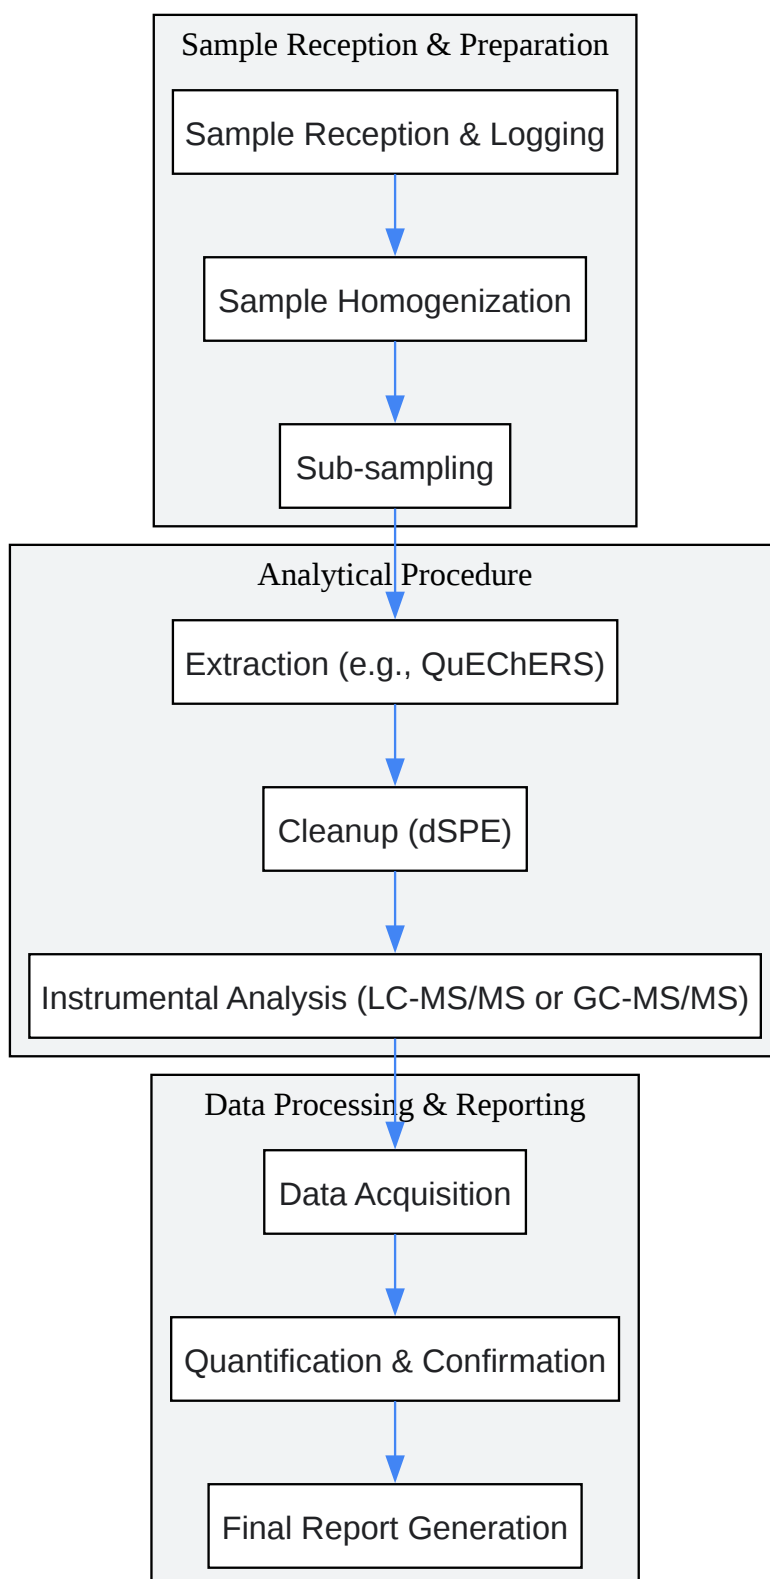 Sample Reception & Preparation
Sample Reception & Logging
Sample Homogenization
Sub-sampling
Analytical Procedure
Extraction (e.g., QuEChERS)
Cleanup (dSPE)
Instrumental Analysis (LC-MS/MS or GC-MS/MS)
Data Processing & Reporting
Data Acquisition
Quantification & Confirmation
Final Report Generation